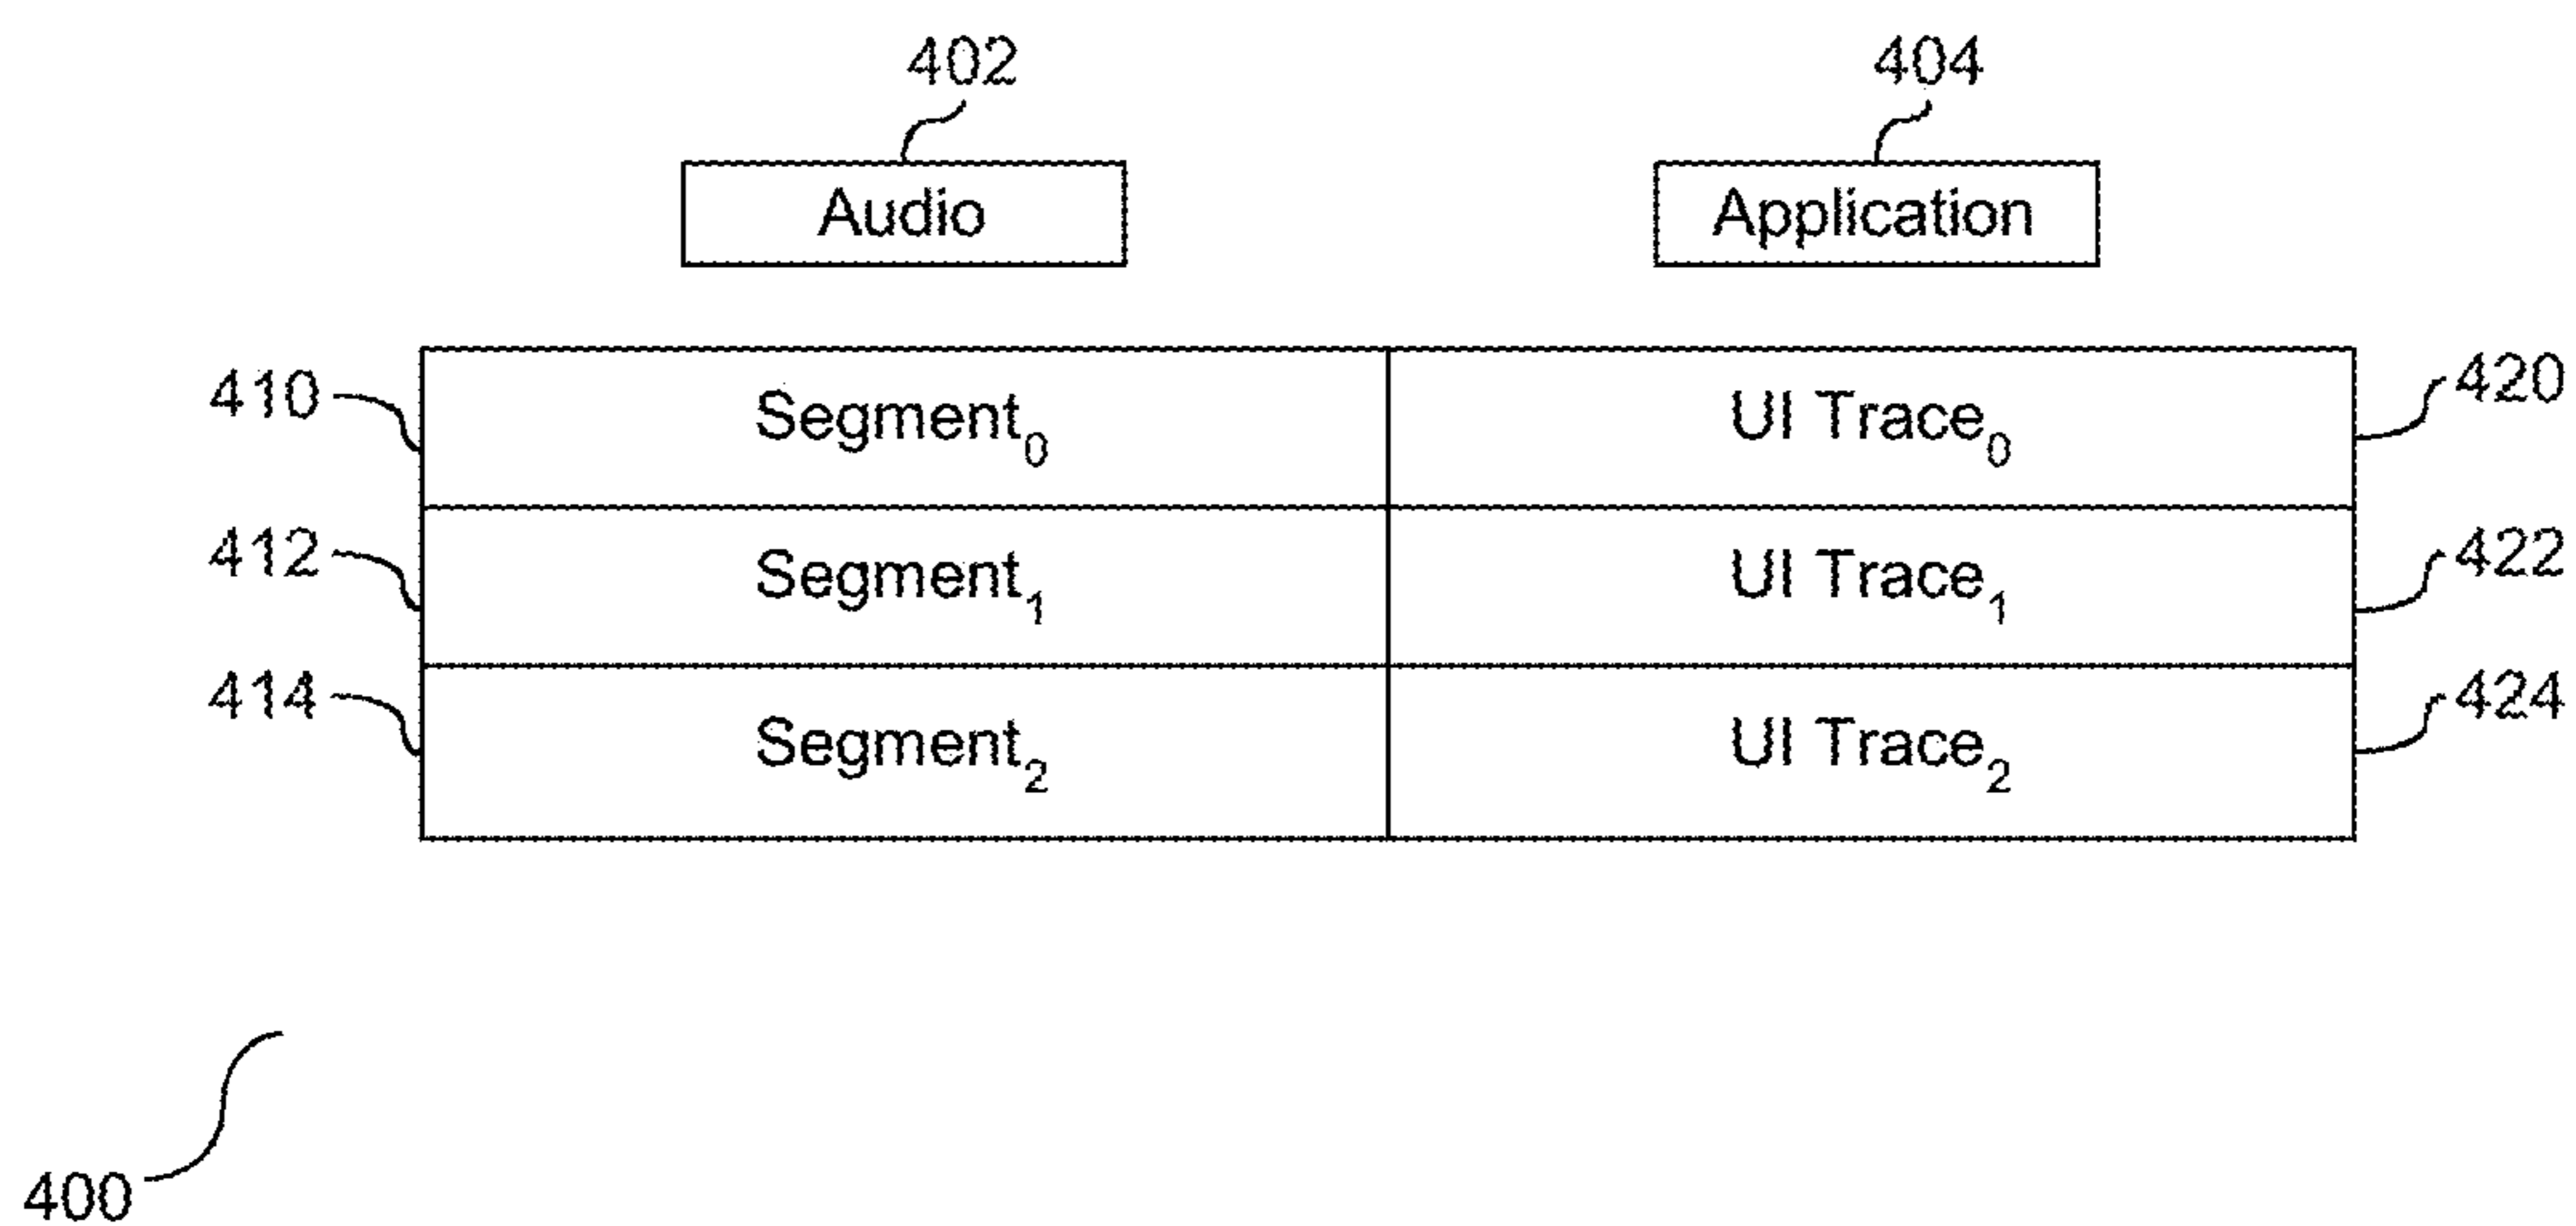 402 404
Audio Application
410 Segment₀ UI Trace₀ 420
412 Segment₁ UI Trace₁ 422
414 Segment₂ UI Trace₂ 424
400